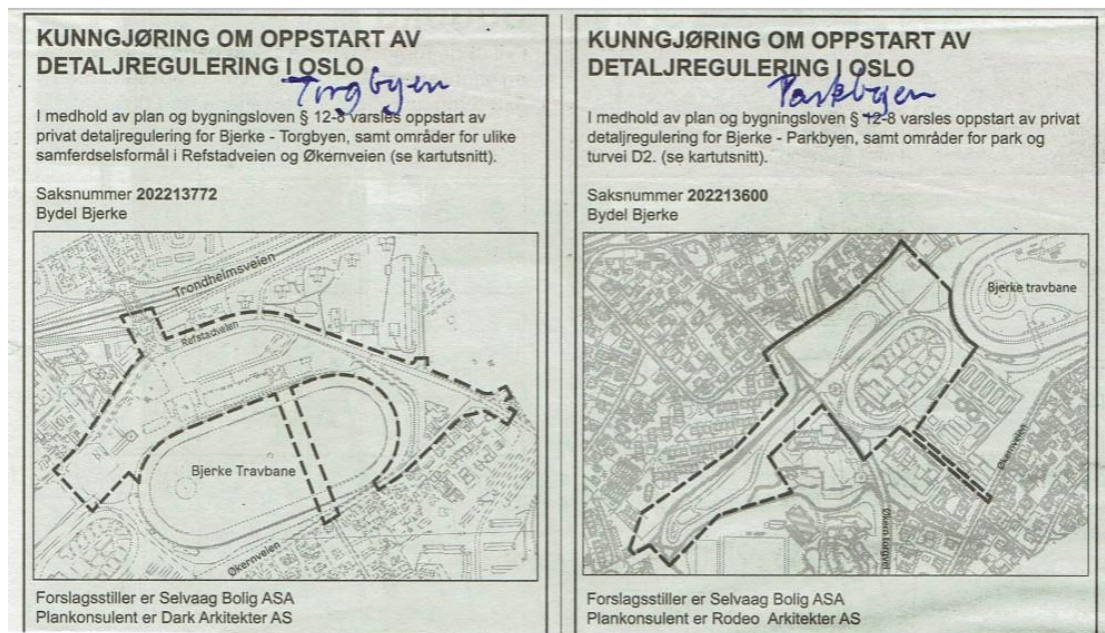 KUNNGJØRING OM OPPSTART AV
DETALJREGULERING I OSLO
Torgbyen
I medhold av plan og bygningsloven § 12-8 varsles oppstart av
privat detaljregulering for Bjerke - Torgbyen, samt områder for ulike
samferdselsformål i Refstadveien og Økernveien (se kartutsnitt).
Saksnummer 202213772
Bydel Bjerke
Trondheimsveien
Refstadveien
Bjerke Travbane
Økernveien
Forslagsstiller er Selvaag Bolig ASA
Plankonsulent er Dark Arkitekter AS
KUNNGJØRING OM OPPSTART AV
DETALJREGULERING I OSLO
Parkbyen
I medhold av plan og bygningsloven § 12-8 varsles oppstart av privat
detaljregulering for Bjerke - Parkbyen, samt områder for park og
turvei D2. (se kartutsnitt).
Saksnummer 202213600
Bydel Bjerke
Bjerke travbane
Økernveien
Økern torgvei
Forslagsstiller er Selvaag Bolig ASA
Plankonsulent er Rodeo Arkitekter AS